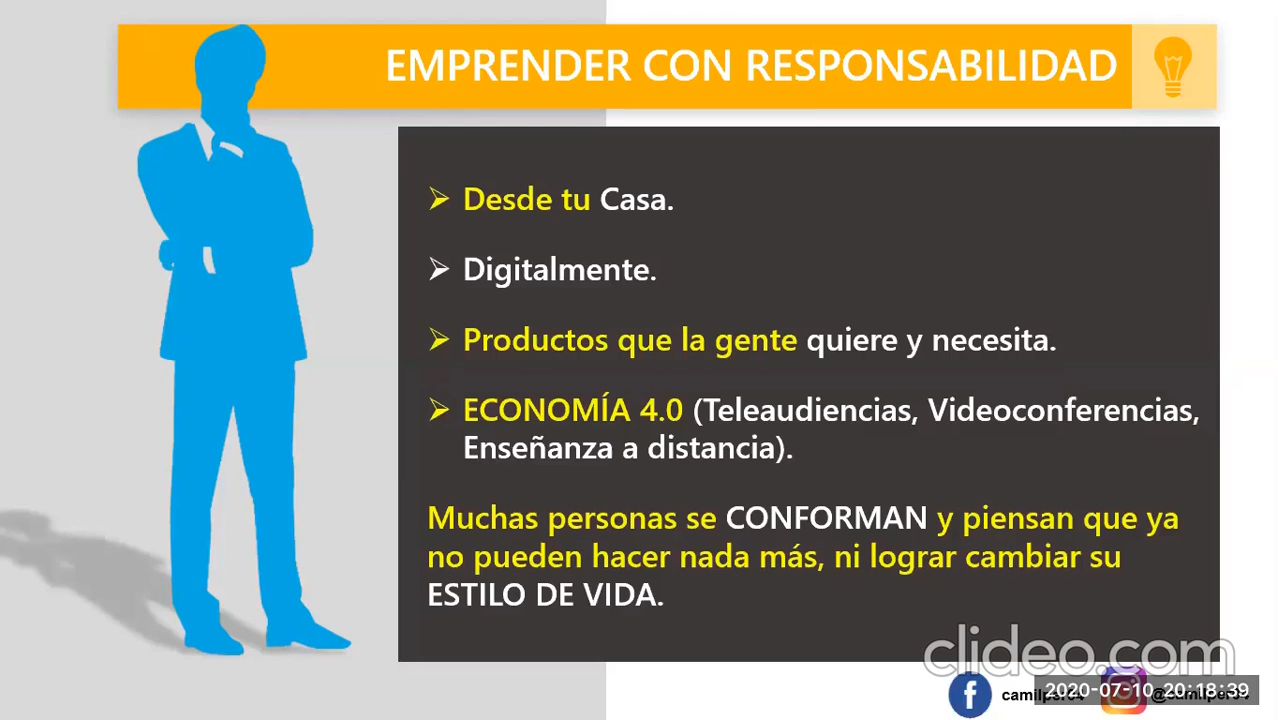 EMPRENDER CON RESPONSABILIDAD
➢ Desde tu Casa.
➢ Digitalmente.
➢ Productos que la gente quiere y necesita.
➢ ECONOMÍA 4.0 (Teleaudiencias, Videoconferencias,
Enseñanza a distancia).
Muchas personas se CONFORMAN y piensan que ya
no pueden hacer nada más, ni lograr cambiar su
ESTILO DE VIDA.
clideo.com
2020-07-10 20:18:39